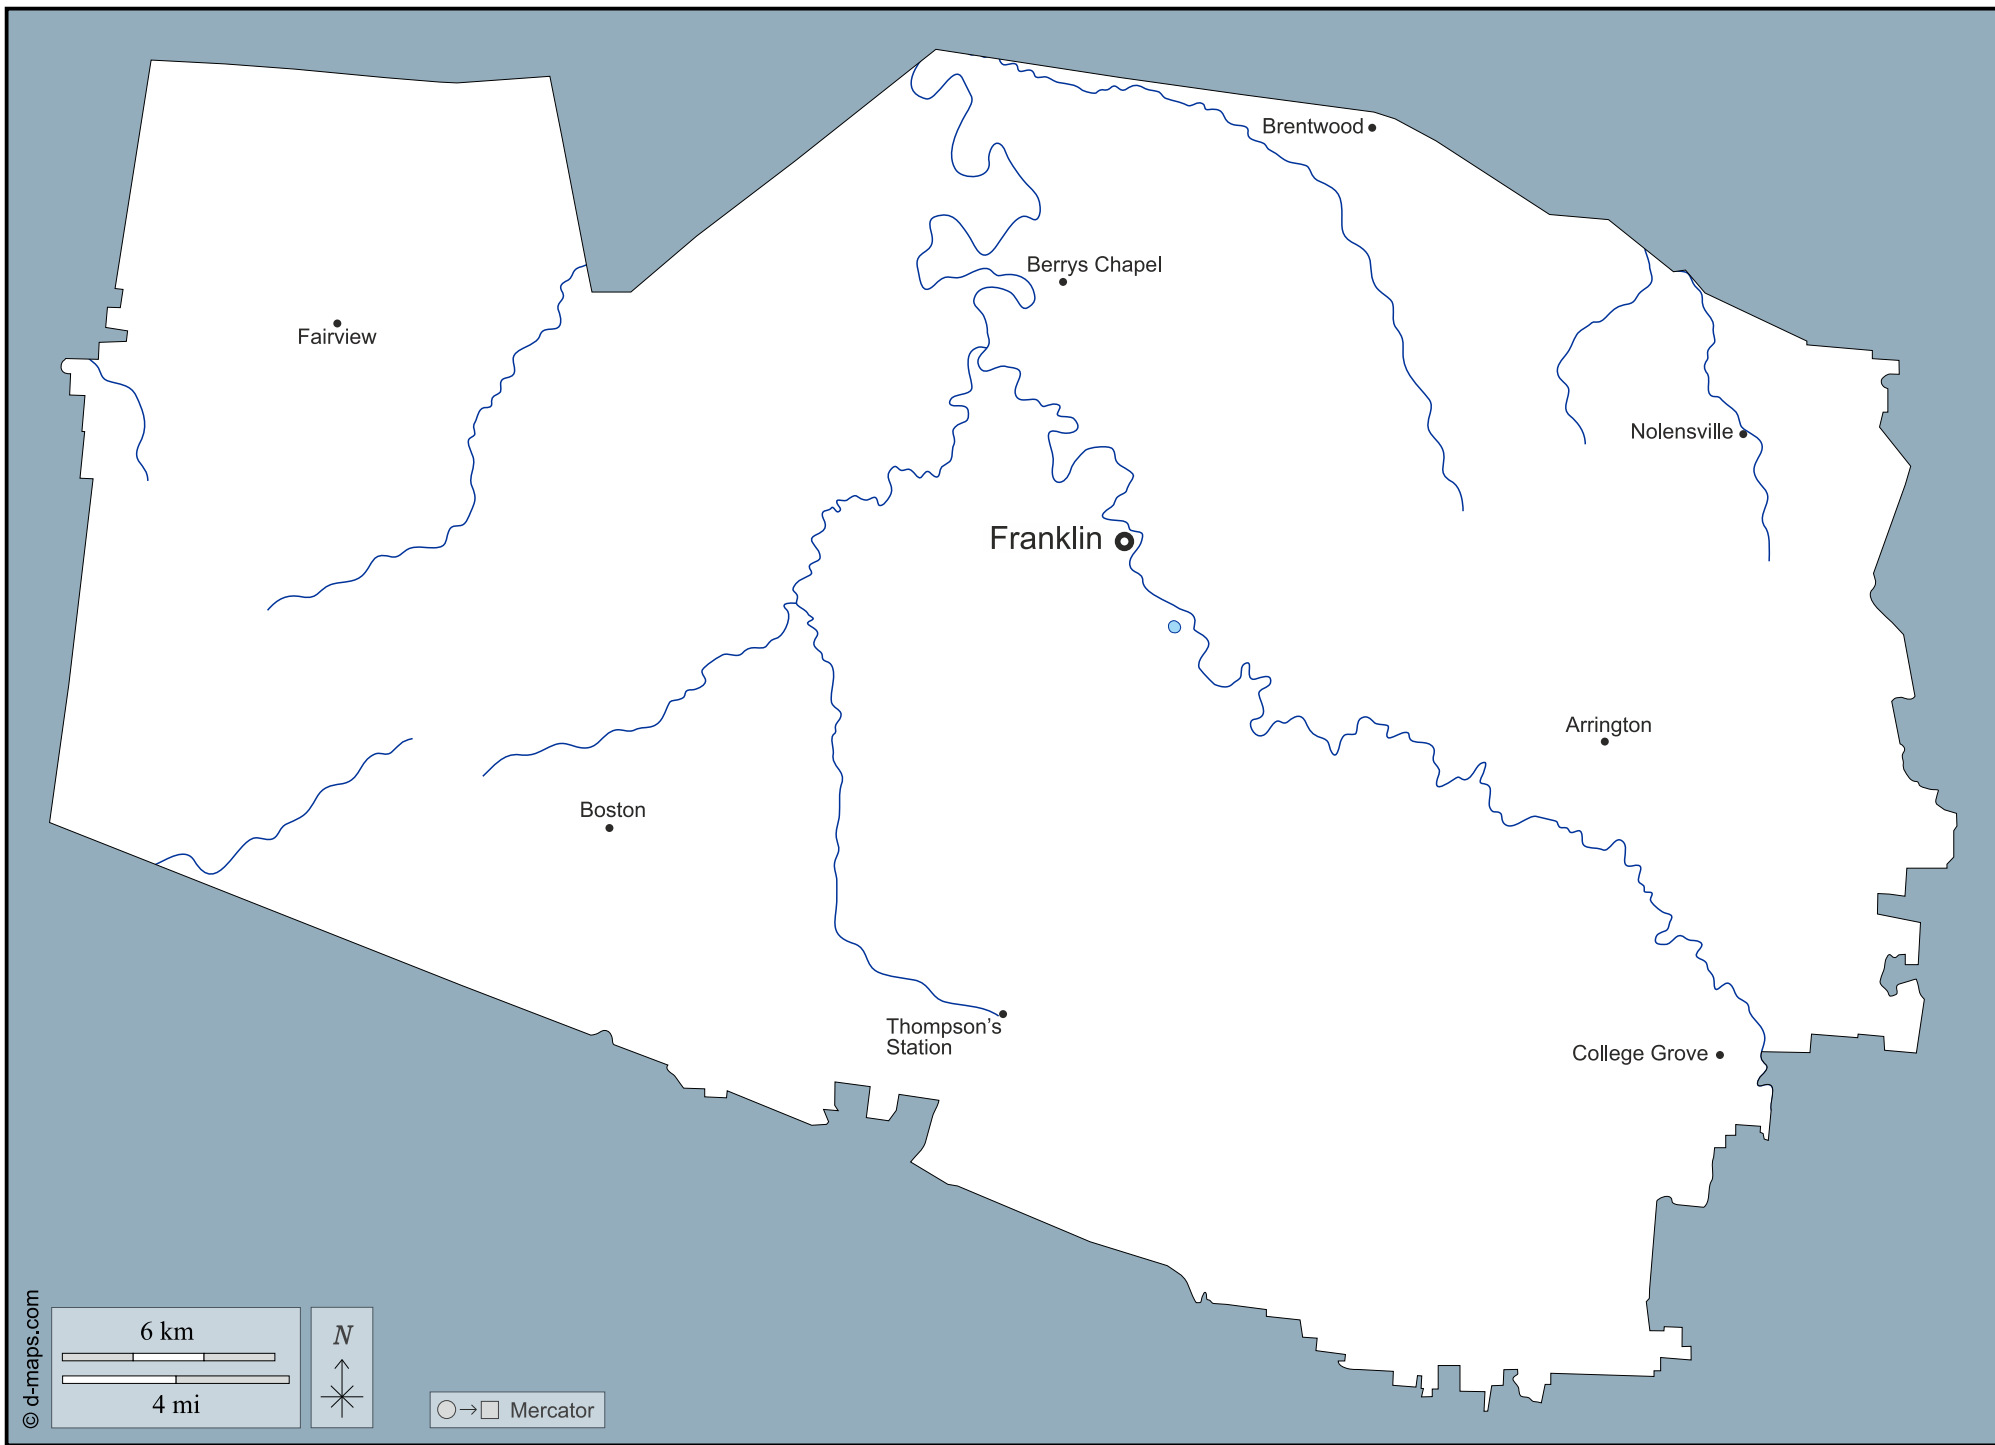 Brentwood
Berrys Chapel
Fairview
Nolensville
Franklin
Arrington
Boston
Thompson's
Station
College Grove
© d-maps.com
6 km
4 mi
N
Mercator